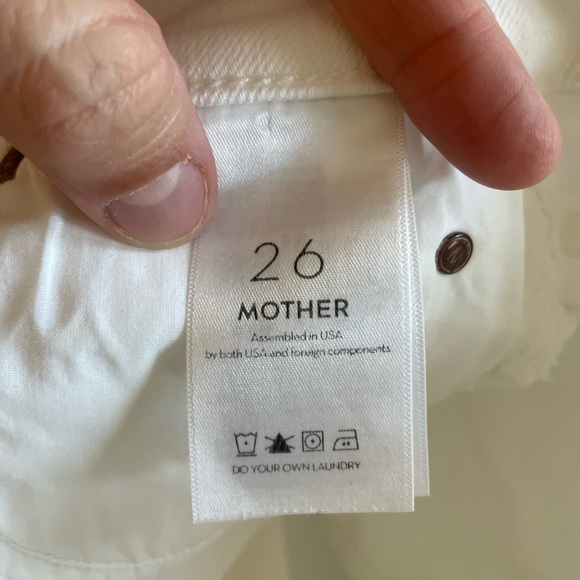 26
MOTHER
Assembled in USA
by both USA and foreign components
DO YOUR OWN LAUNDRY